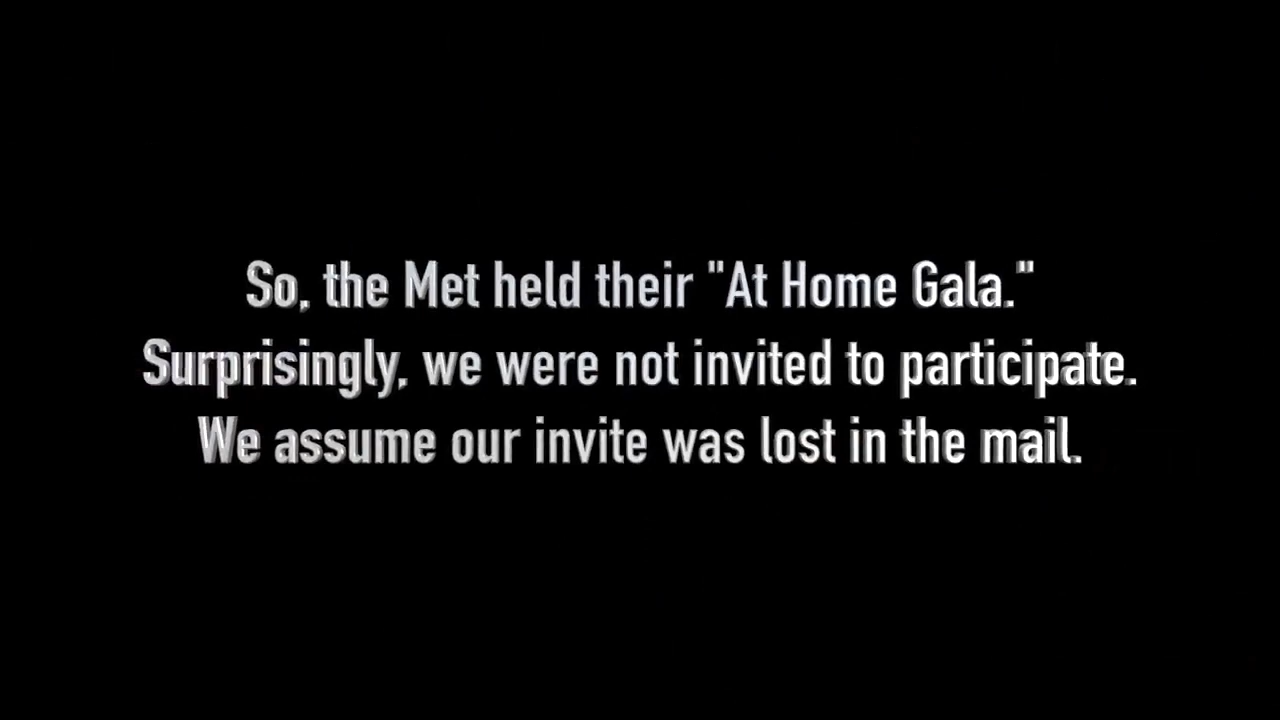 So, the Met held their "At Home Gala."
Surprisingly, we were not invited to participate.
We assume our invite was lost in the mail.